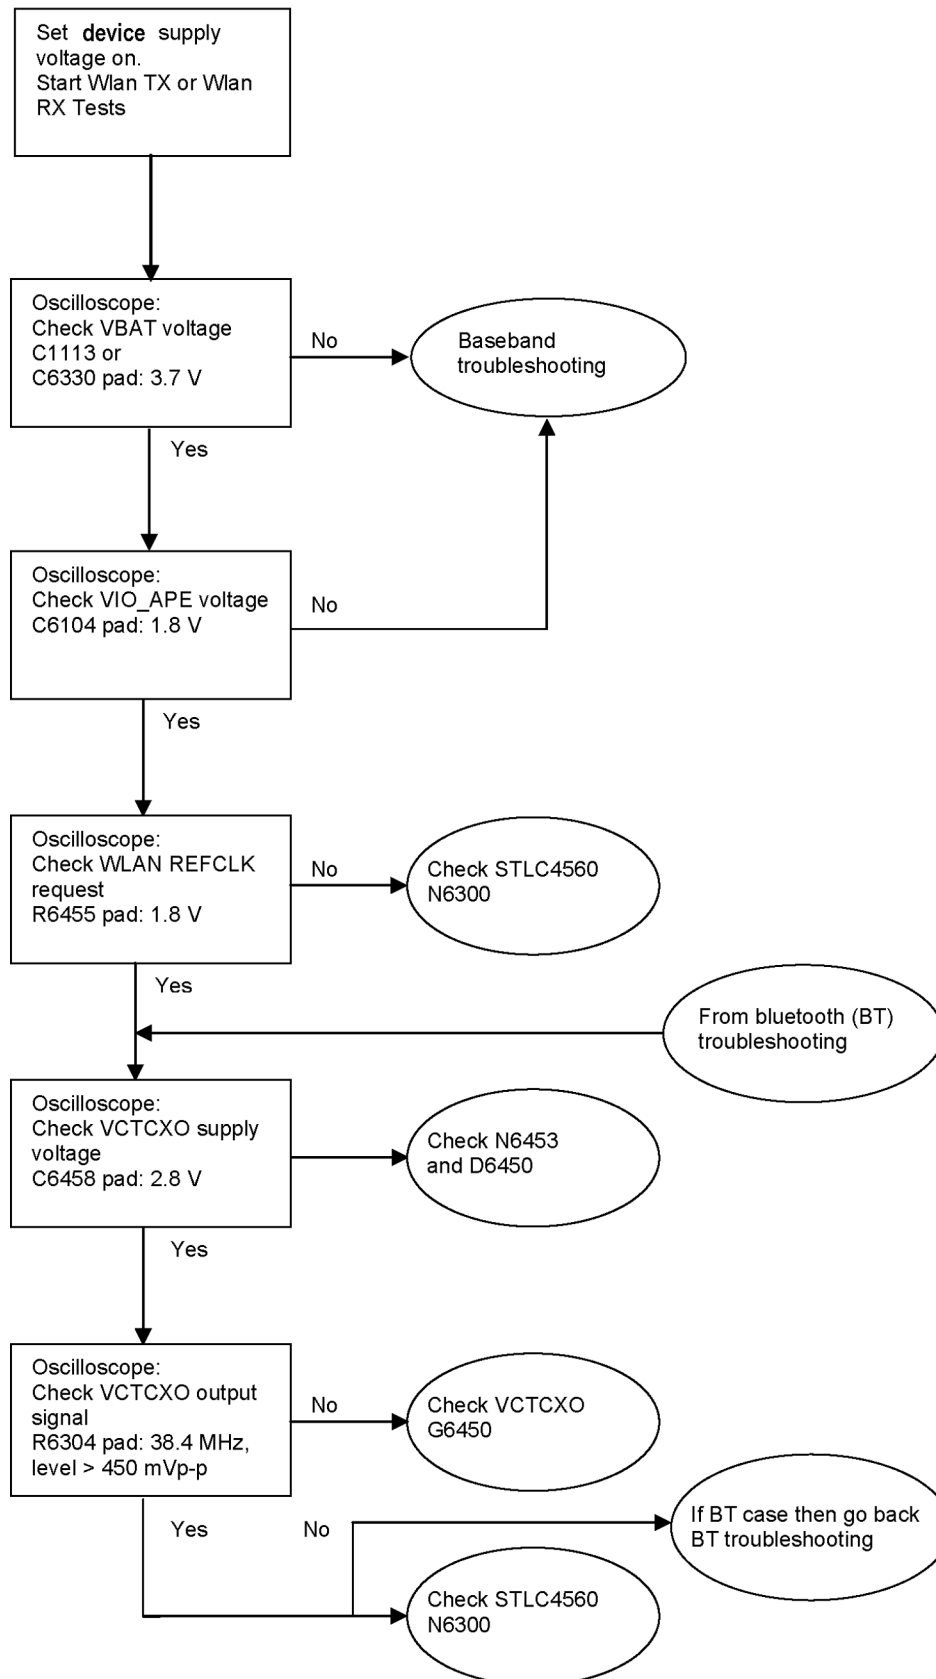 Set device supply
voltage on.
Start Wlan TX or Wlan
RX Tests
Oscilloscope:
Check VBAT voltage
C1113 or
C6330 pad: 3.7 V
No
Baseband
troubleshooting
Yes
Oscilloscope:
Check VIO_APE voltage
C6104 pad: 1.8 V
No
Yes
Oscilloscope:
Check WLAN REFCLK
request
R6455 pad: 1.8 V
No
Check STLC4560
N6300
Yes
From bluetooth (BT)
troubleshooting
Oscilloscope:
Check VCTCXO supply
voltage
C6458 pad: 2.8 V
Check N6453
and D6450
Yes
Oscilloscope:
Check VCTCXO output
signal
R6304 pad: 38.4 MHz,
level > 450 mVp-p
No
Check VCTCXO
G6450
Yes
No
If BT case then go back
BT troubleshooting
Check STLC4560
N6300